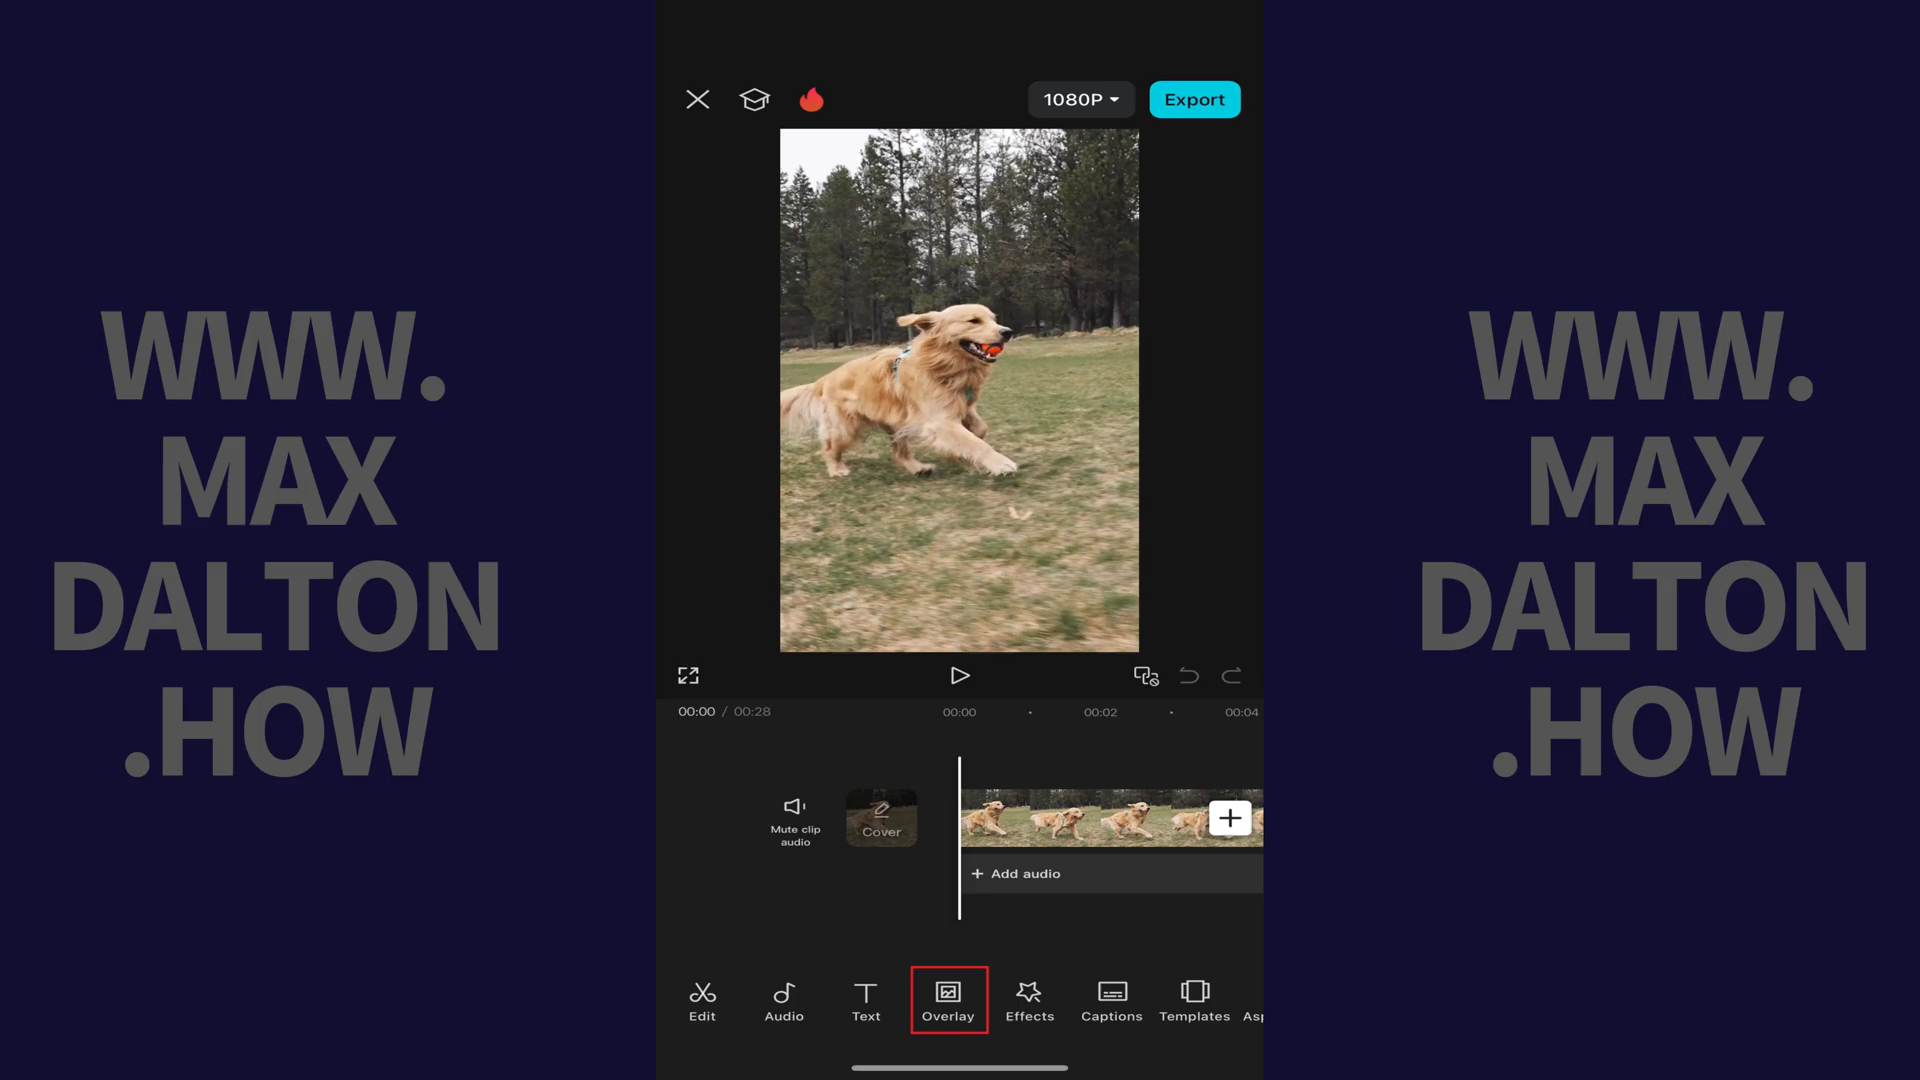 WWW.
MAX
DALTON
.HOW
1080P
Export
00:00 / 00:28
00:00
00:02
00:04
Mute clip
audio
Cover
+ Add audio
Edit
Audio
Text
Overlay
Effects
Captions
Templates
Asp
WWW.
MAX
DALTON
.HOW